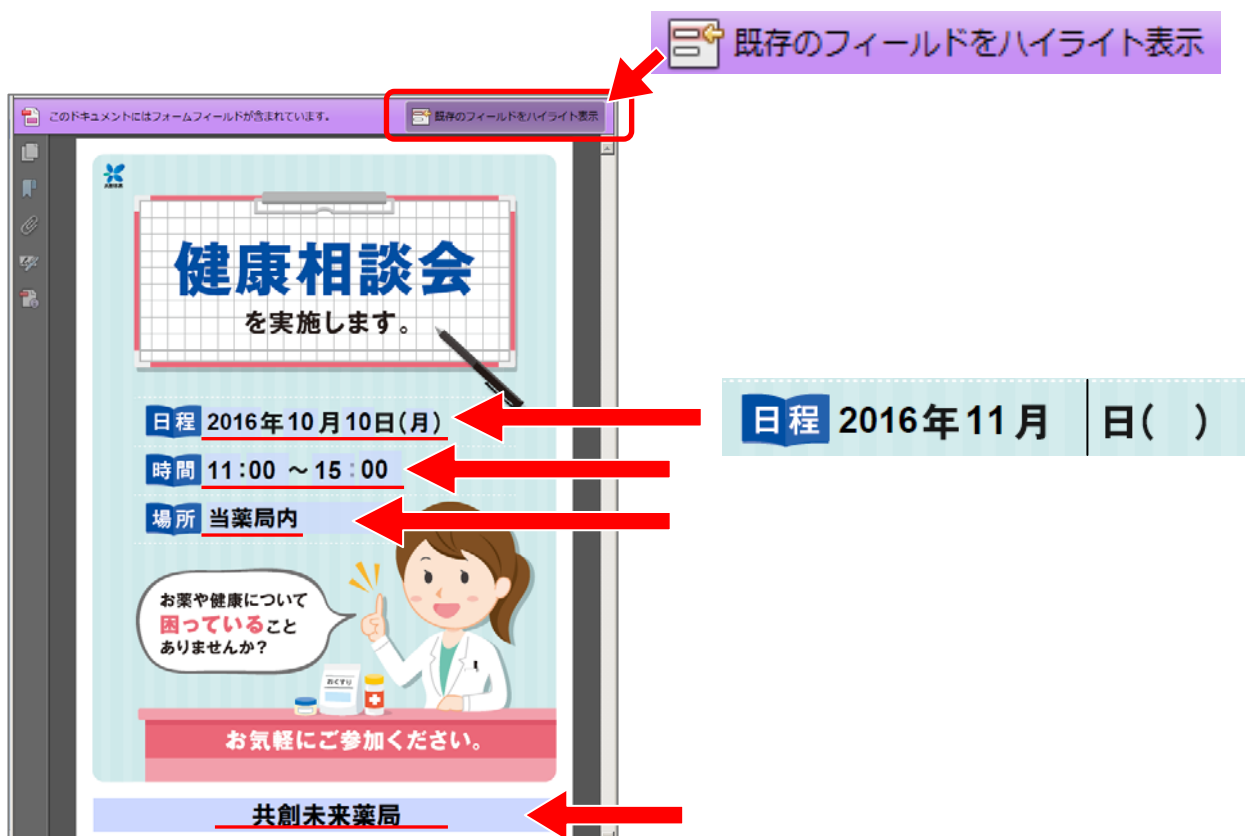 既存のフィールドをハイライト表示
このドキュメントにはフォームフィールドが含まれています。
既存のフィールドをハイライト表示
健康相談会
を実施します。
日程 2016年10月10日(月)
日程 2016年11月 日( )
時間 11:00 ～15:00
場所 当薬局内
お薬や健康について
困っていること
ありませんか?
おくすり
お気軽にご参加ください。
共創未来薬局